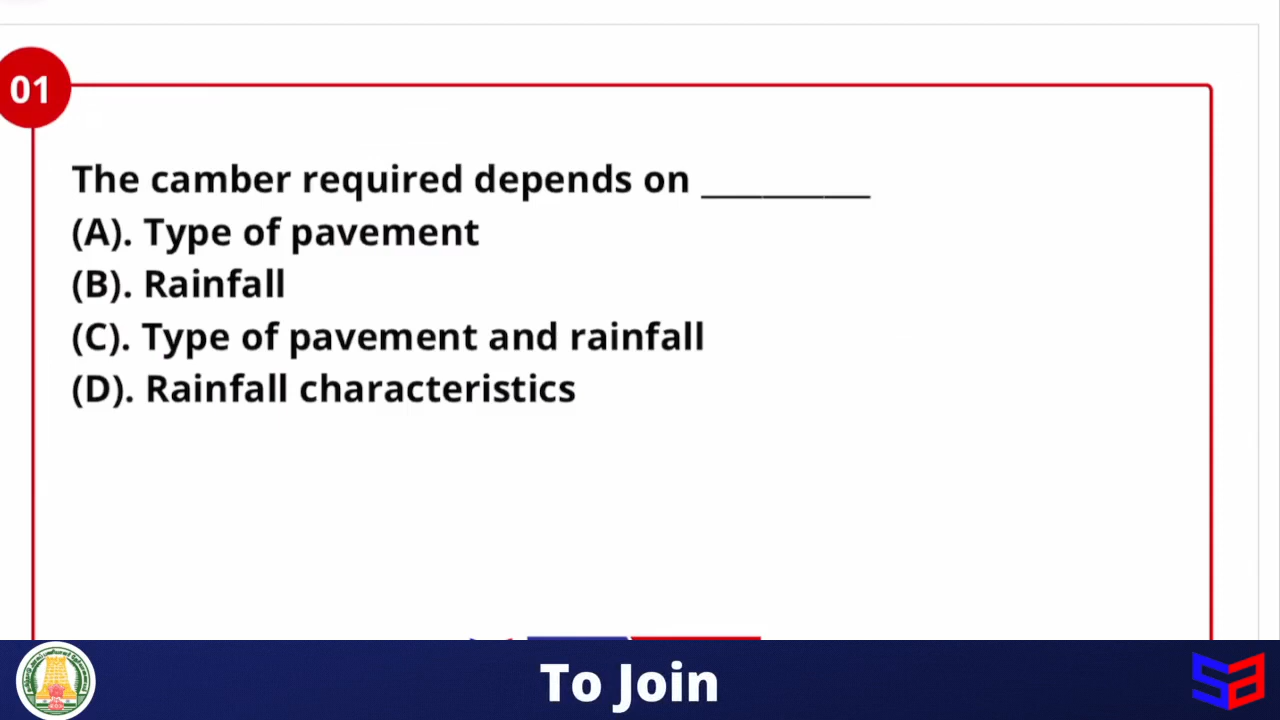 01
The camber required depends on __________
(A). Type of pavement
(B). Rainfall
(C). Type of pavement and rainfall
(D). Rainfall characteristics
To Join
SA